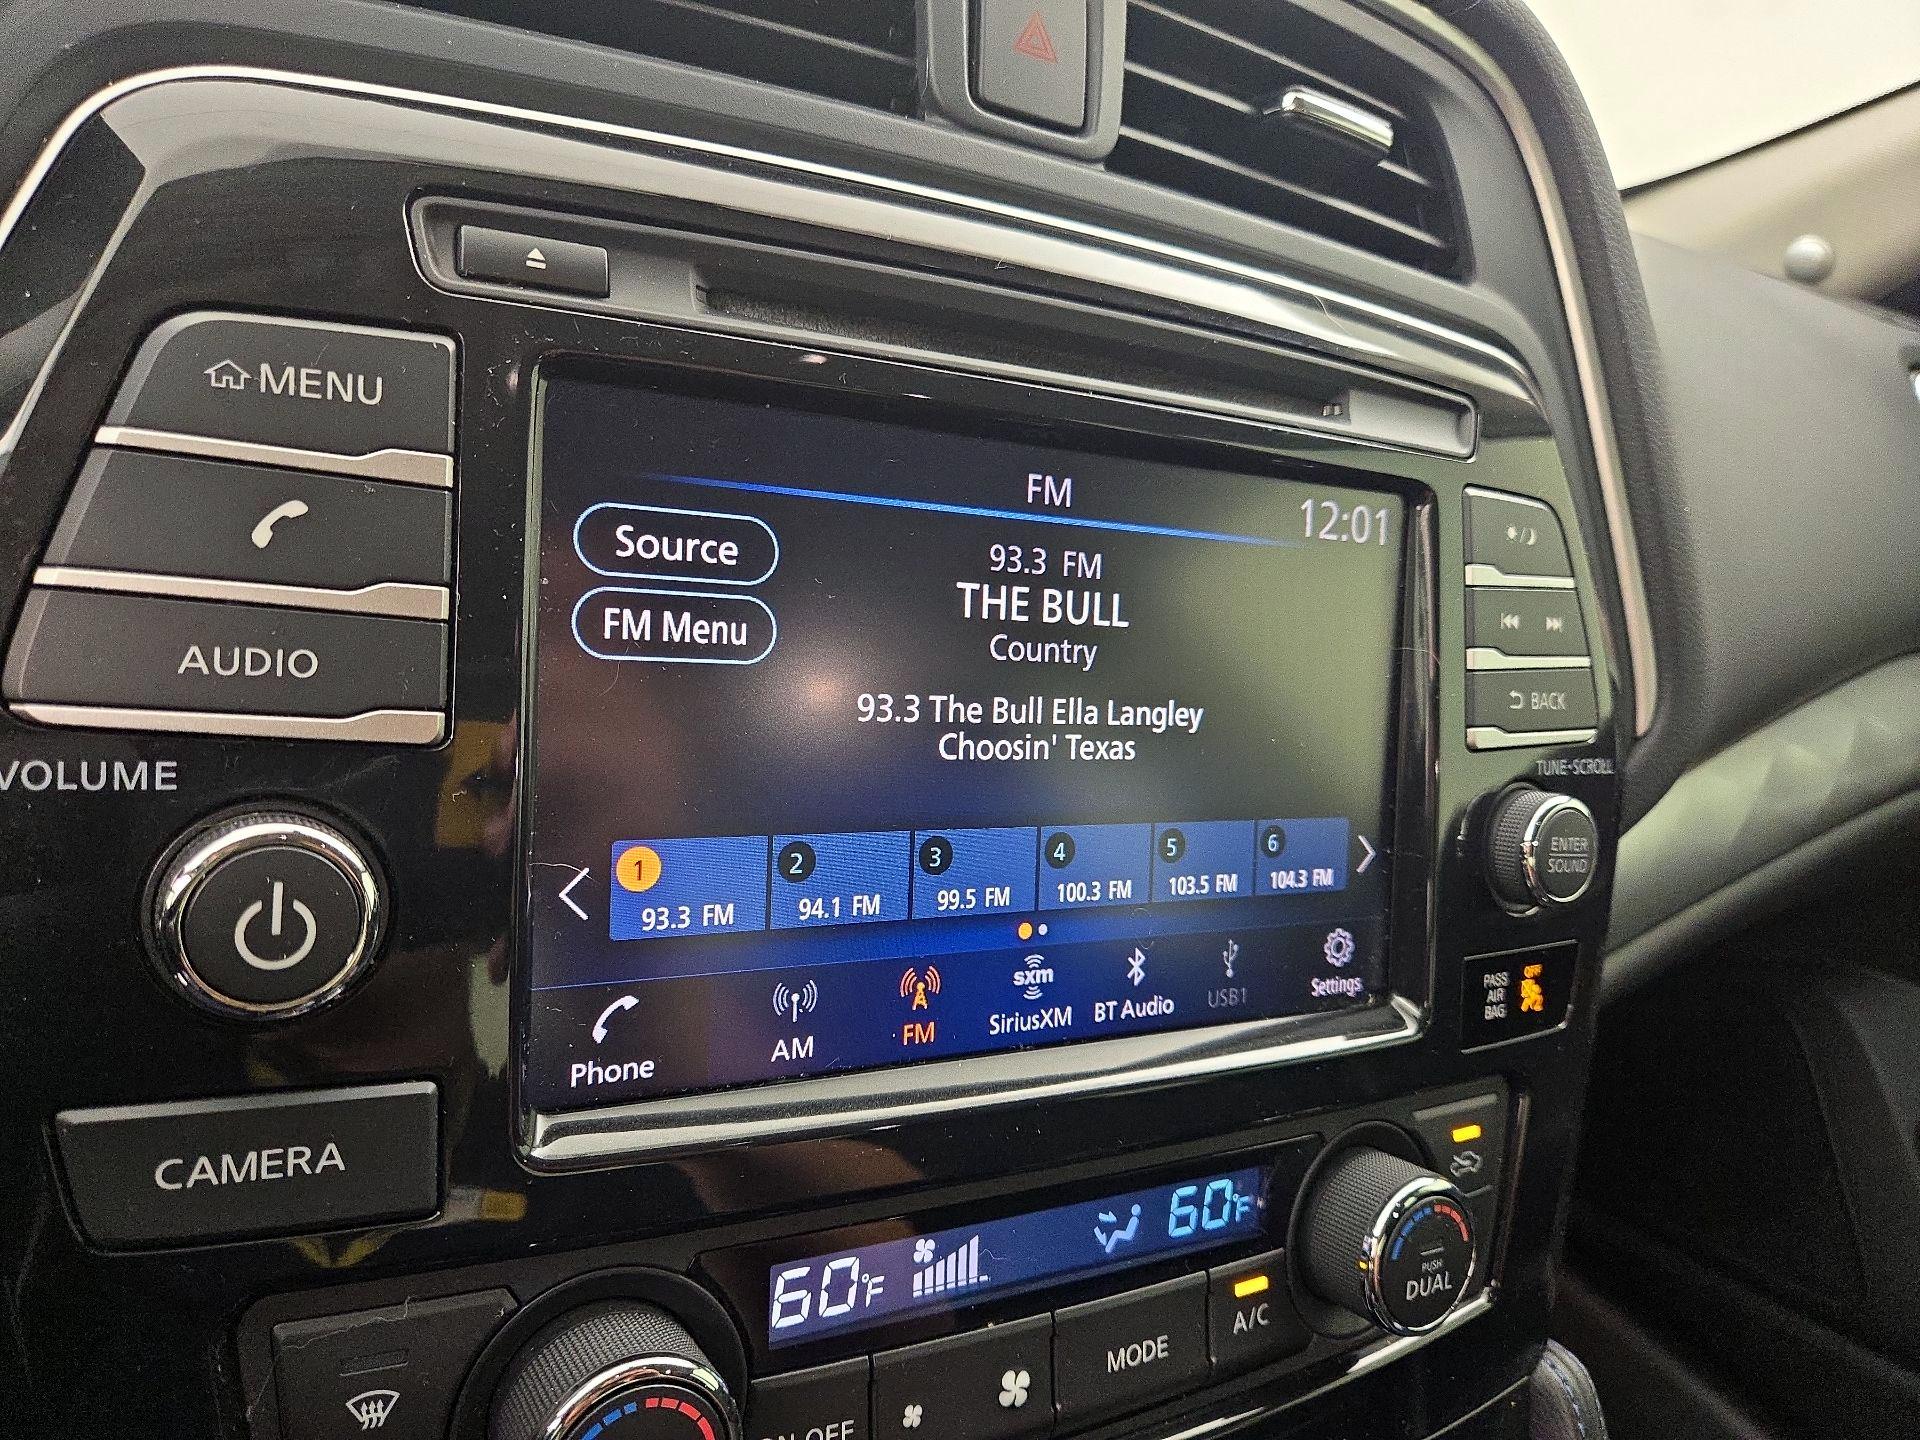 MENU
AUDIO
VOLUME
CAMERA
FM
12:01
Source
FM Menu
93.3 FM
THE BULL
Country
93.3 The Bull Ella Langley
Choosin' Texas
1 2 3 4 5 6
93.3 FM 94.1 FM 99.5 FM 100.3 FM 103.5 FM 104.3 FM
Phone AM FM SiriusXM BT Audio USB1 Settings
sxm
BACK
TUNE·SCROLL
ENTER
SOUND
PASS
AIR
BAG
OFF
2
60°F 60°F
PUSH
DUAL
A/C
MODE
ON OFF